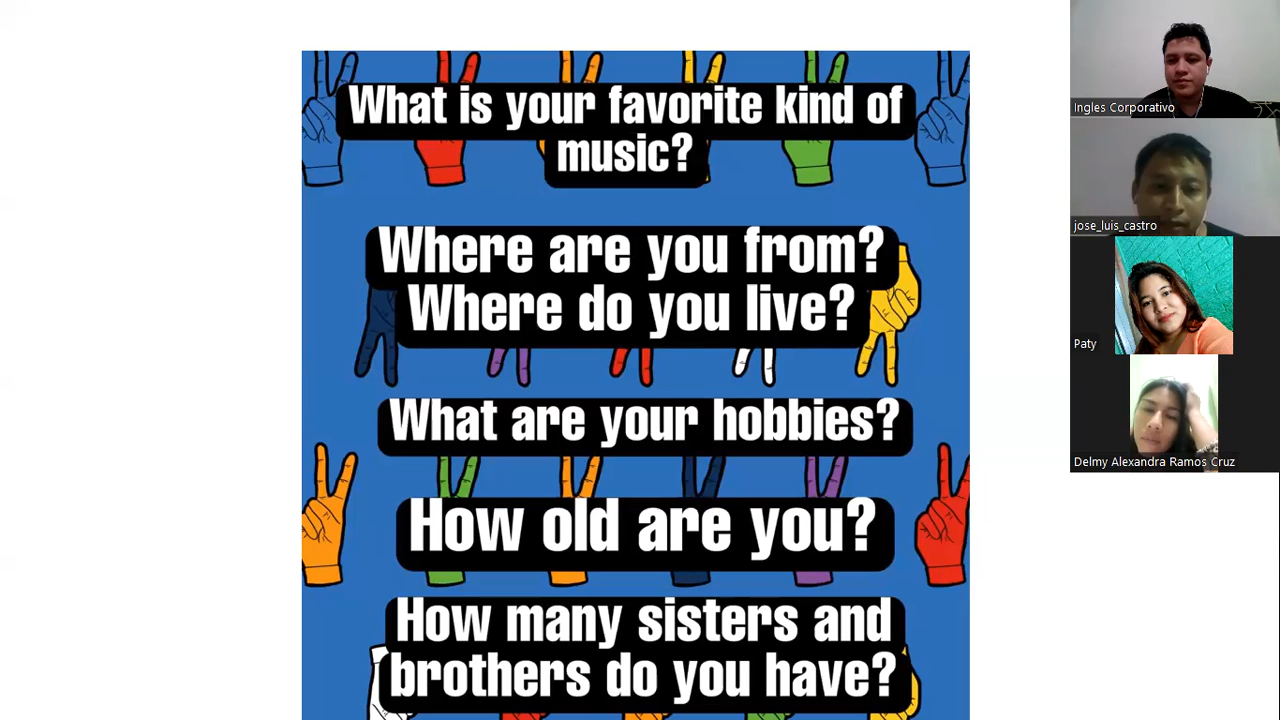 What is your favorite kind of
music?
Where are you from?
Where do you live?
What are your hobbies?
How old are you?
How many sisters and
brothers do you have?
Ingles Corporativo
jose_luis_castro
Paty
Delmy Alexandra Ramos Cruz